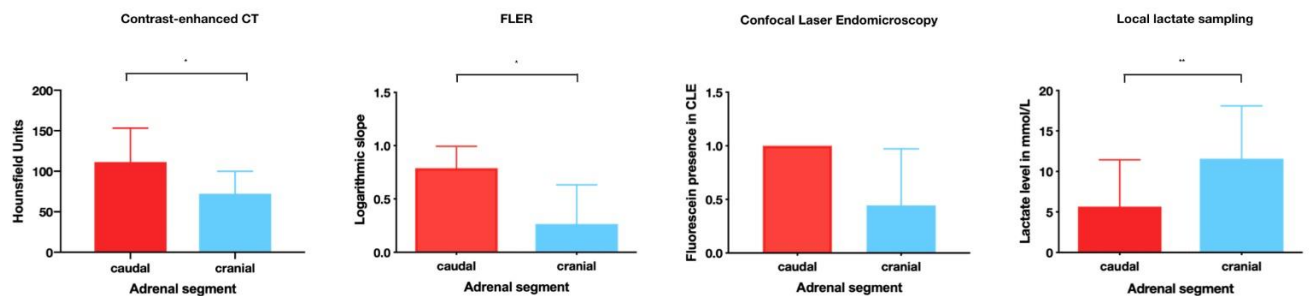 Contrast-enhanced CT
*
Hounsfield Units
200
150
100
50
0
caudal cranial
Adrenal segment
FLER
*
Logarithmic slope
1.5
1.0
0.5
0.0
caudal cranial
Adrenal segment
Confocal Laser Endomicroscopy
Fluorescein presence in CLE
1.5
1.0
0.5
0.0
caudal cranial
Adrenal segment
Local lactate sampling
**
Lactate level in mmol/L
20
15
10
5
0
caudal cranial
Adrenal segment